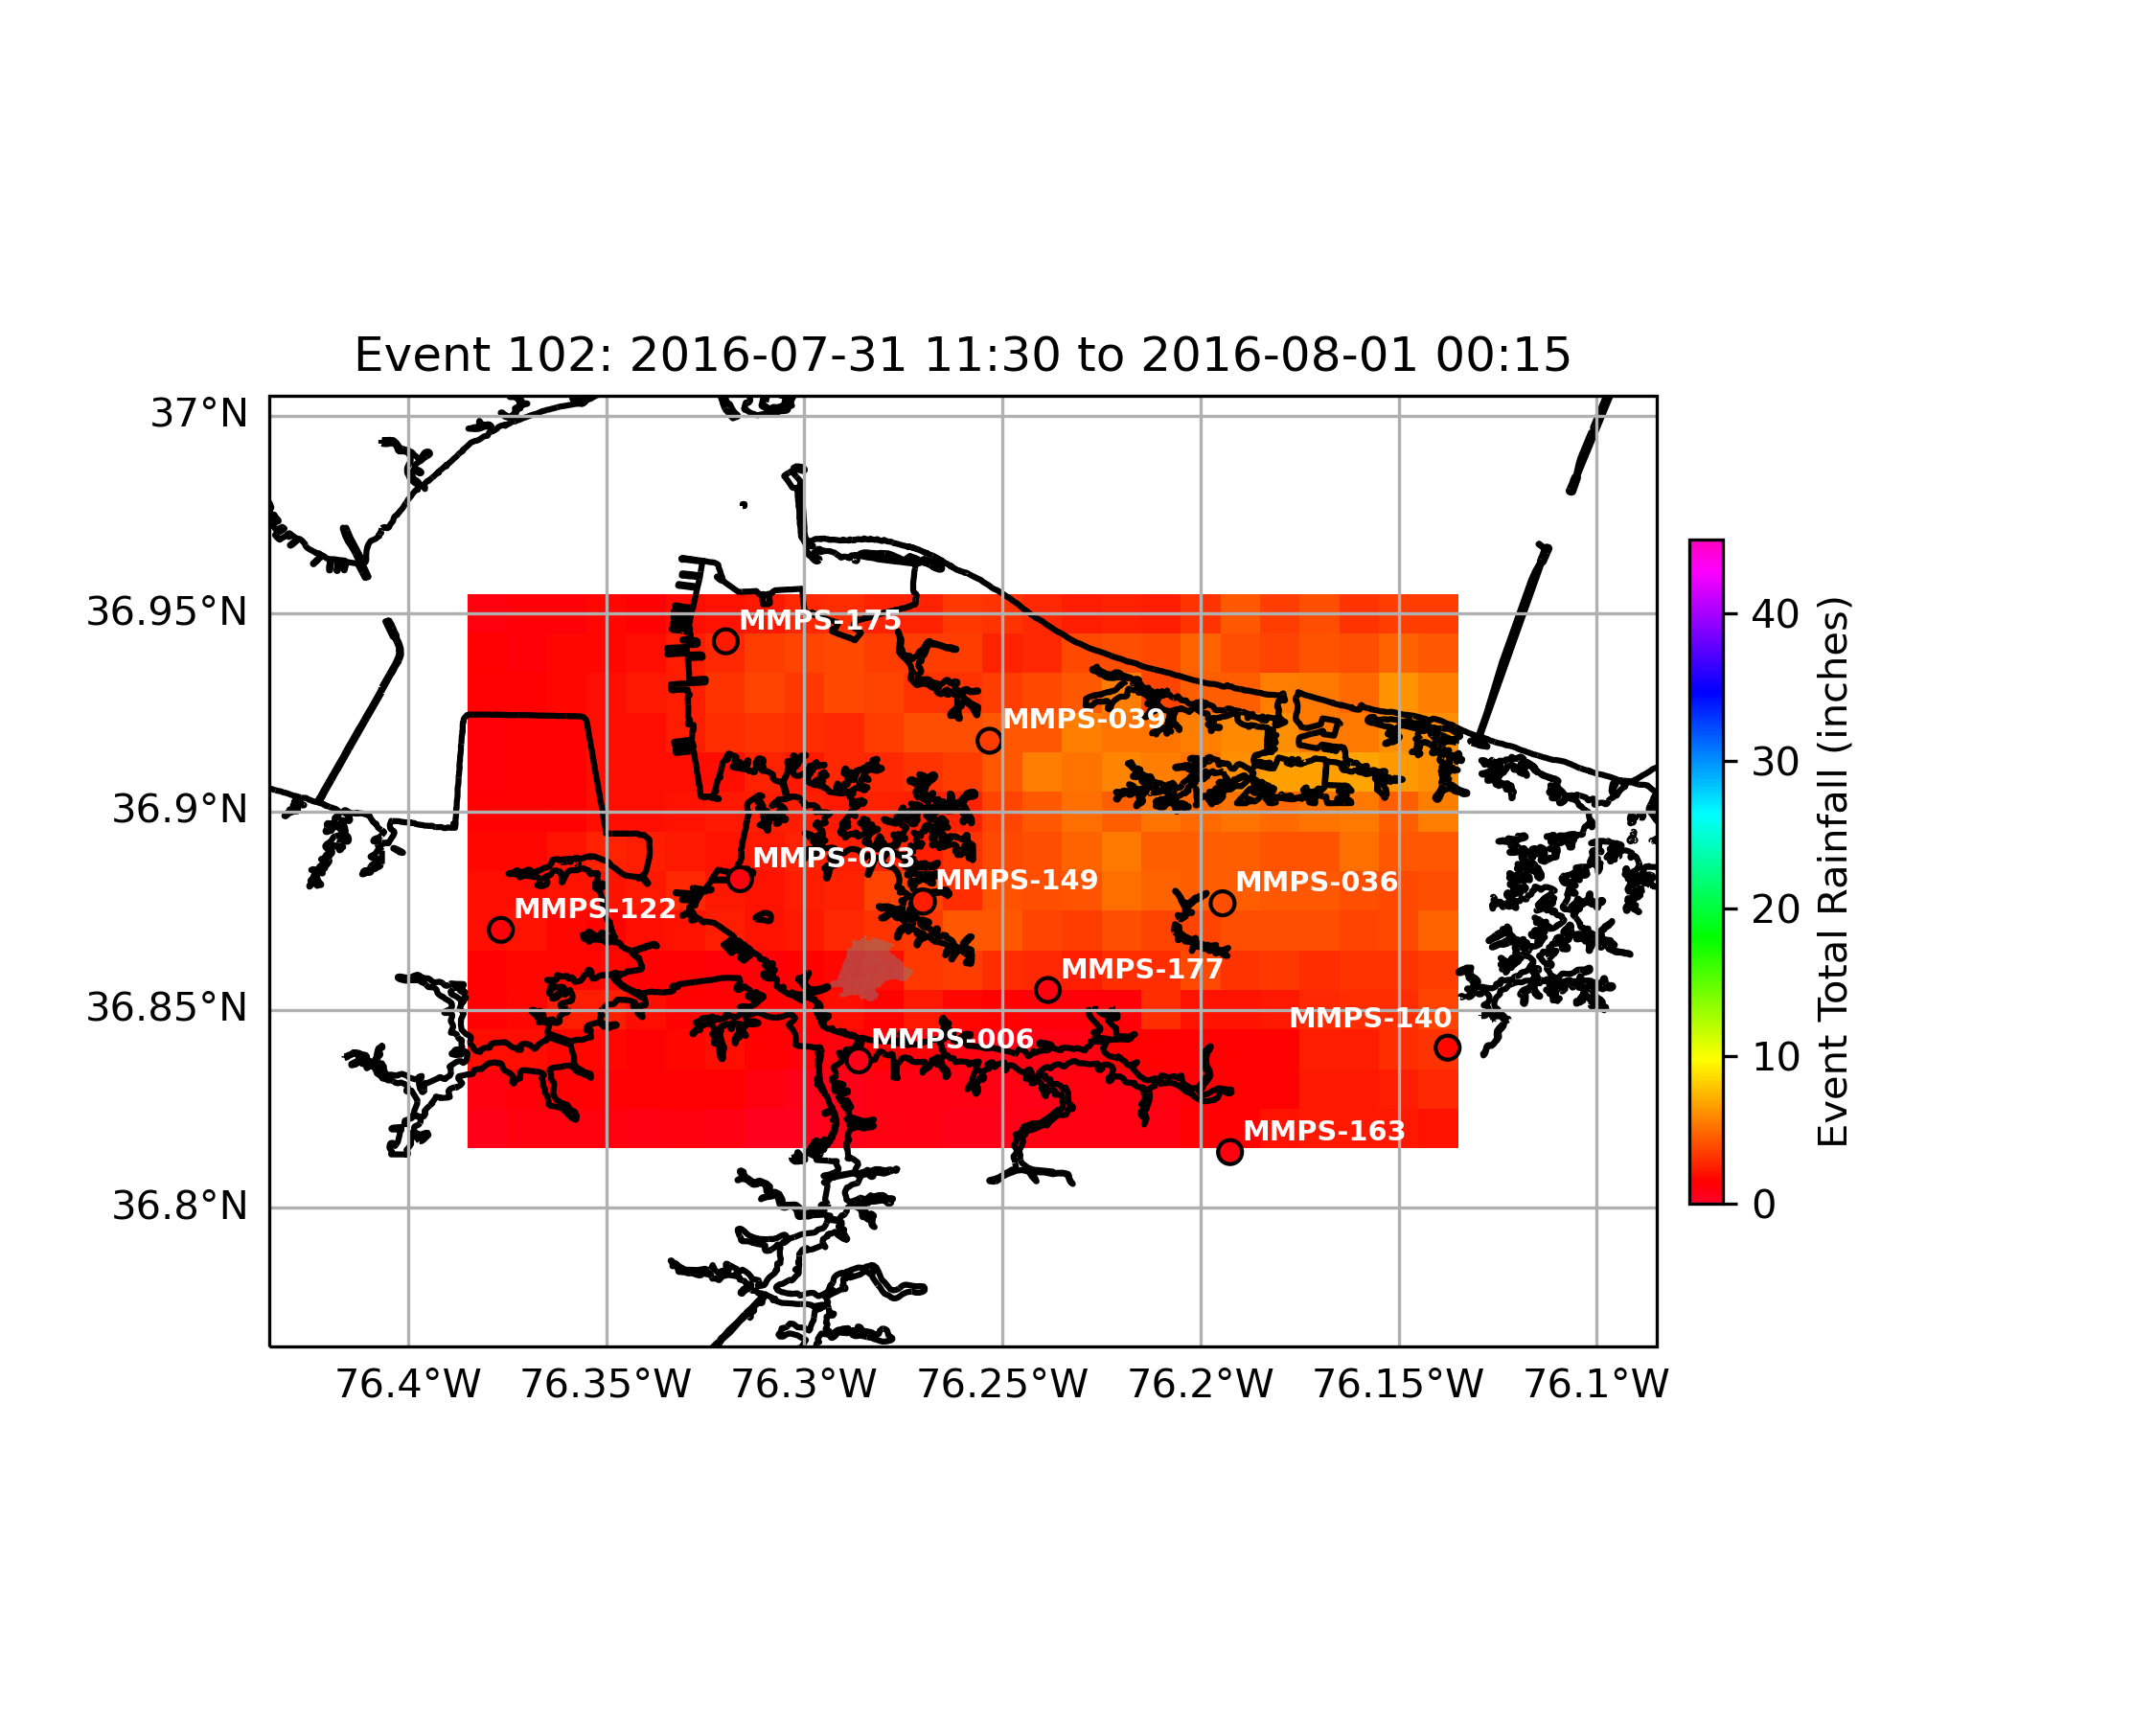 Event 102: 2016-07-31 11:30 to 2016-08-01 00:15
37°N
36.95°N
36.9°N
36.85°N
36.8°N
MMPS-175
MMPS-039
MMPS-003
MMPS-149
MMPS-036
MMPS-122
MMPS-177
MMPS-140
MMPS-006
MMPS-163
76.4°W
76.35°W
76.3°W
76.25°W
76.2°W
76.15°W
76.1°W
40
30
20
10
0
Event Total Rainfall (inches)